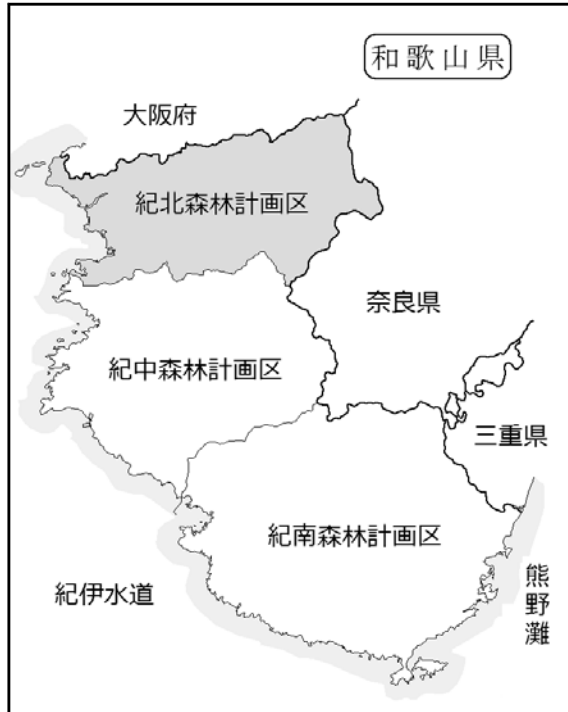 和歌山県
大阪府
紀北森林計画区
奈良県
紀中森林計画区
三重県
紀南森林計画区
熊野灘
紀伊水道